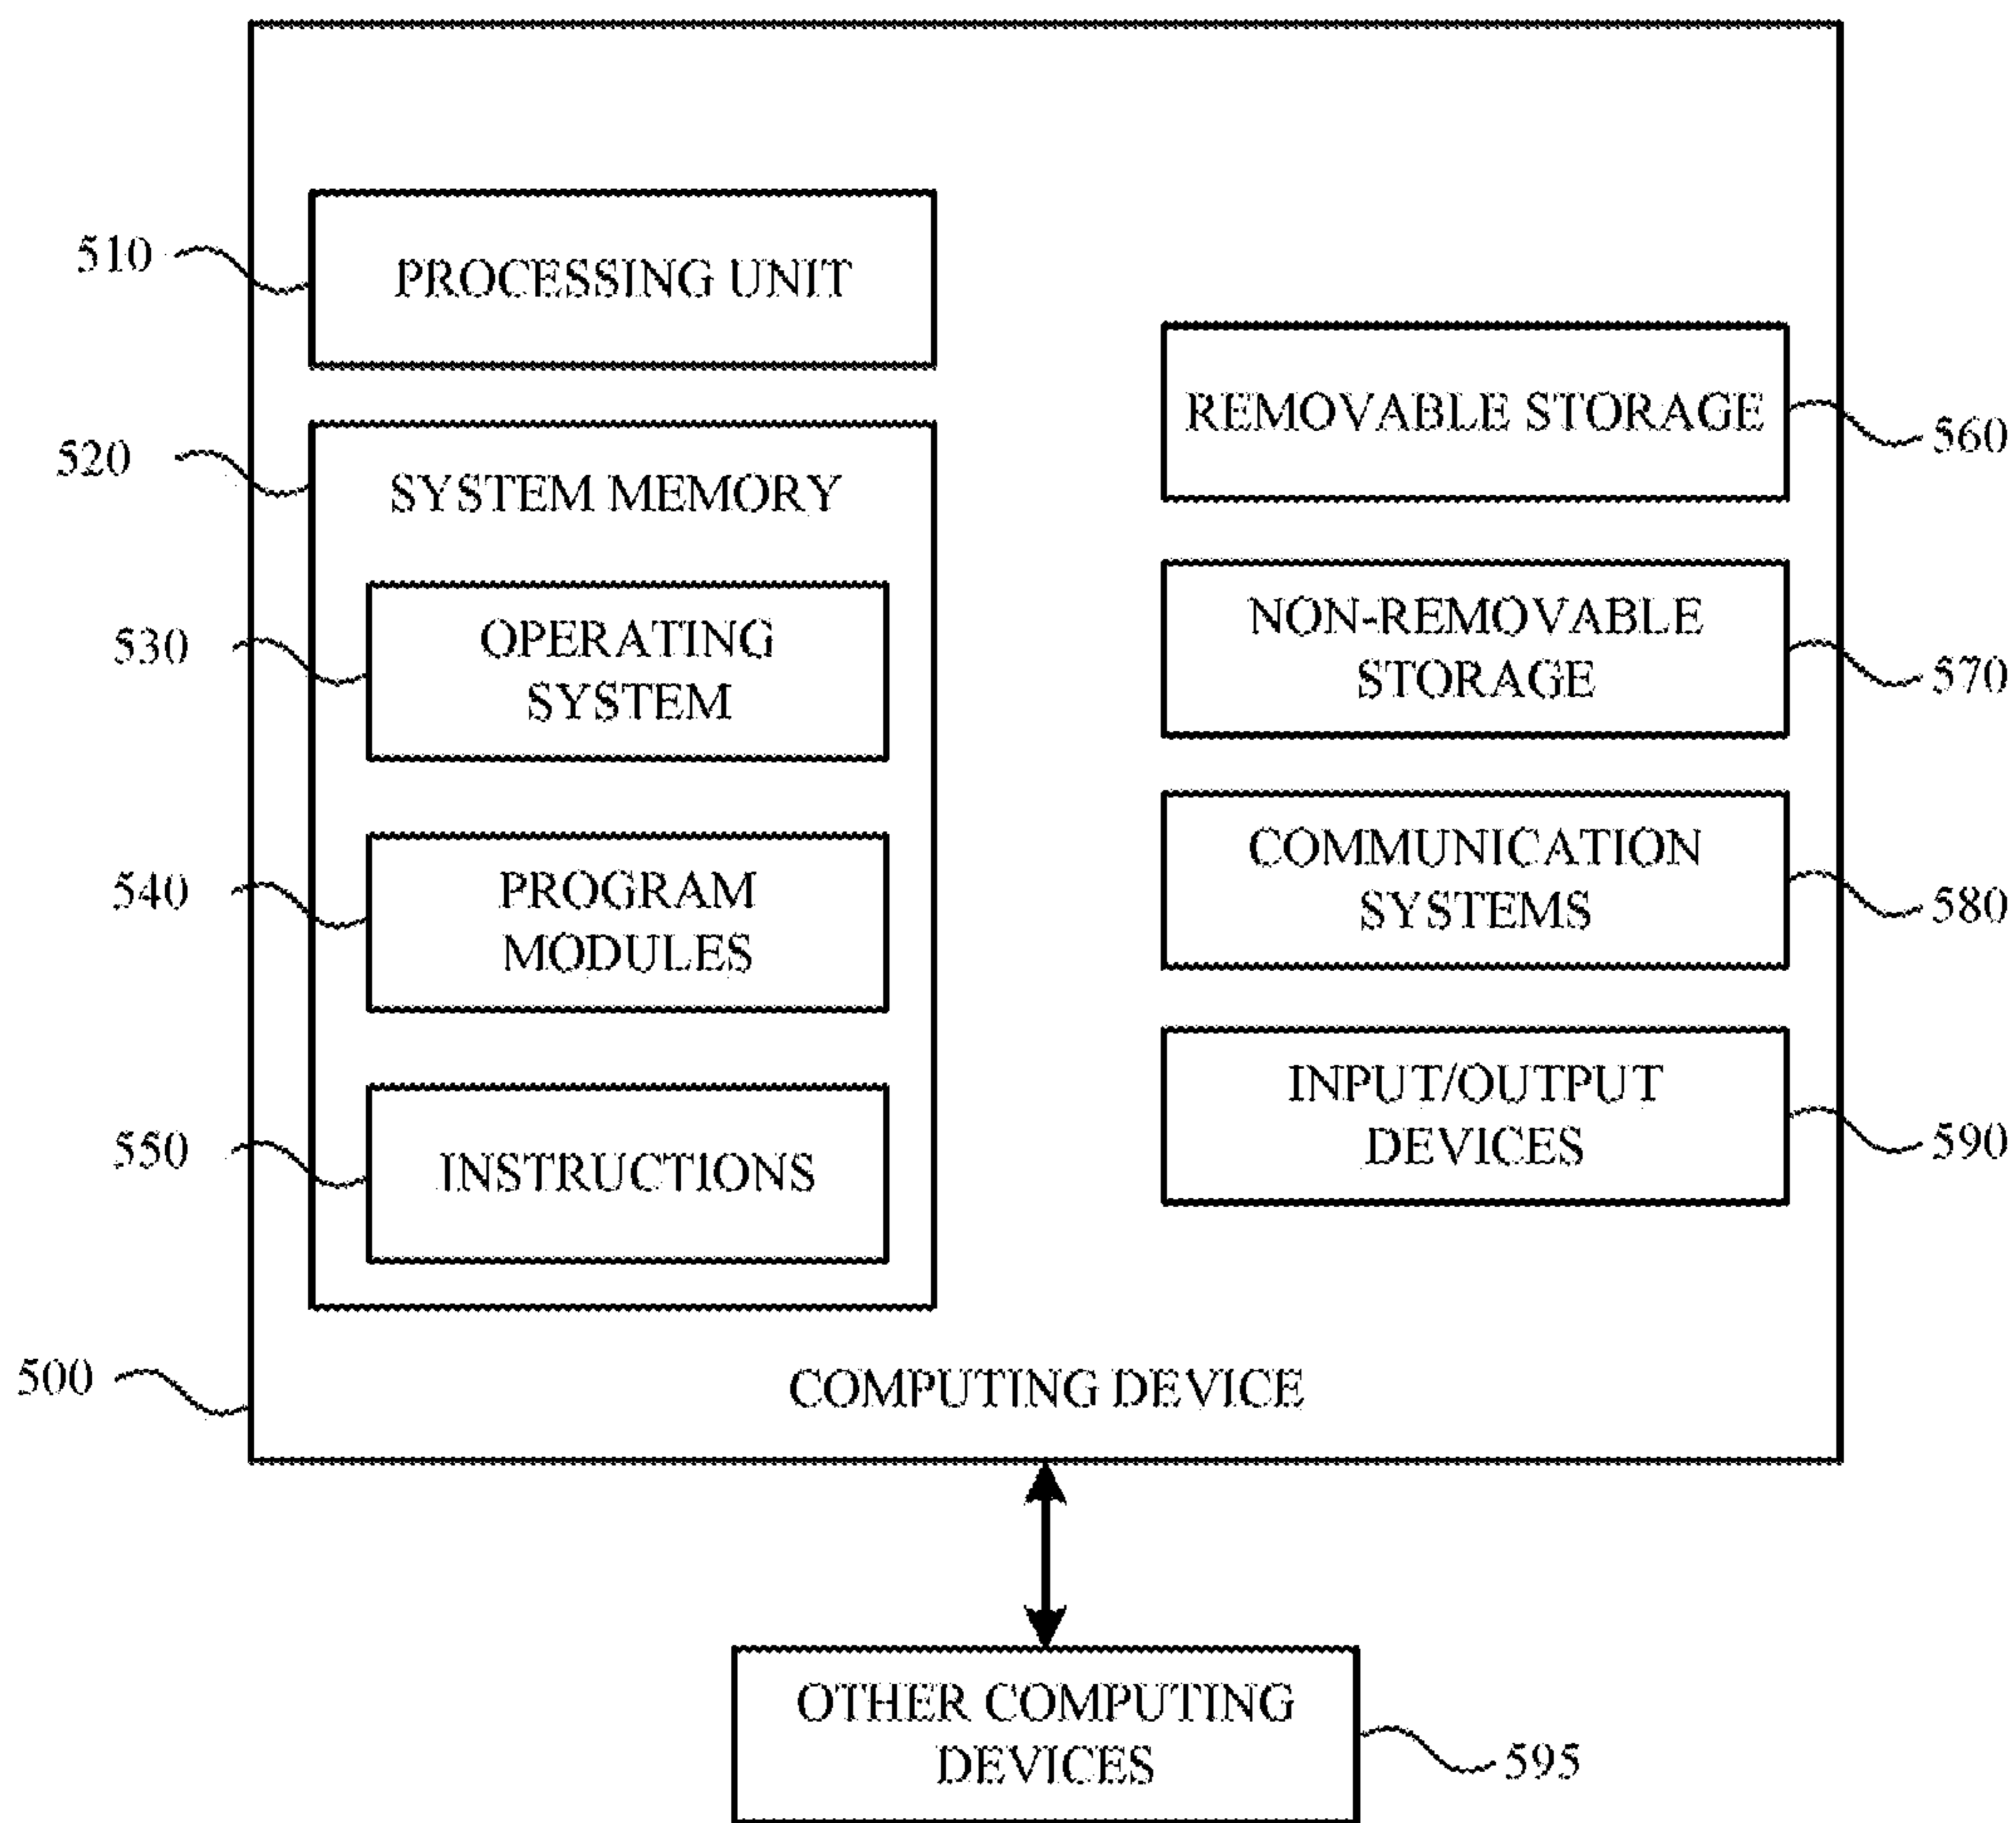 510
PROCESSING UNIT
520
SYSTEM MEMORY
530
OPERATING
SYSTEM
540
PROGRAM
MODULES
550
INSTRUCTIONS
REMOVABLE STORAGE
560
NON-REMOVABLE
STORAGE
570
COMMUNICATION
SYSTEMS
580
INPUT/OUTPUT
DEVICES
590
500
COMPUTING DEVICE
OTHER COMPUTING
DEVICES
595